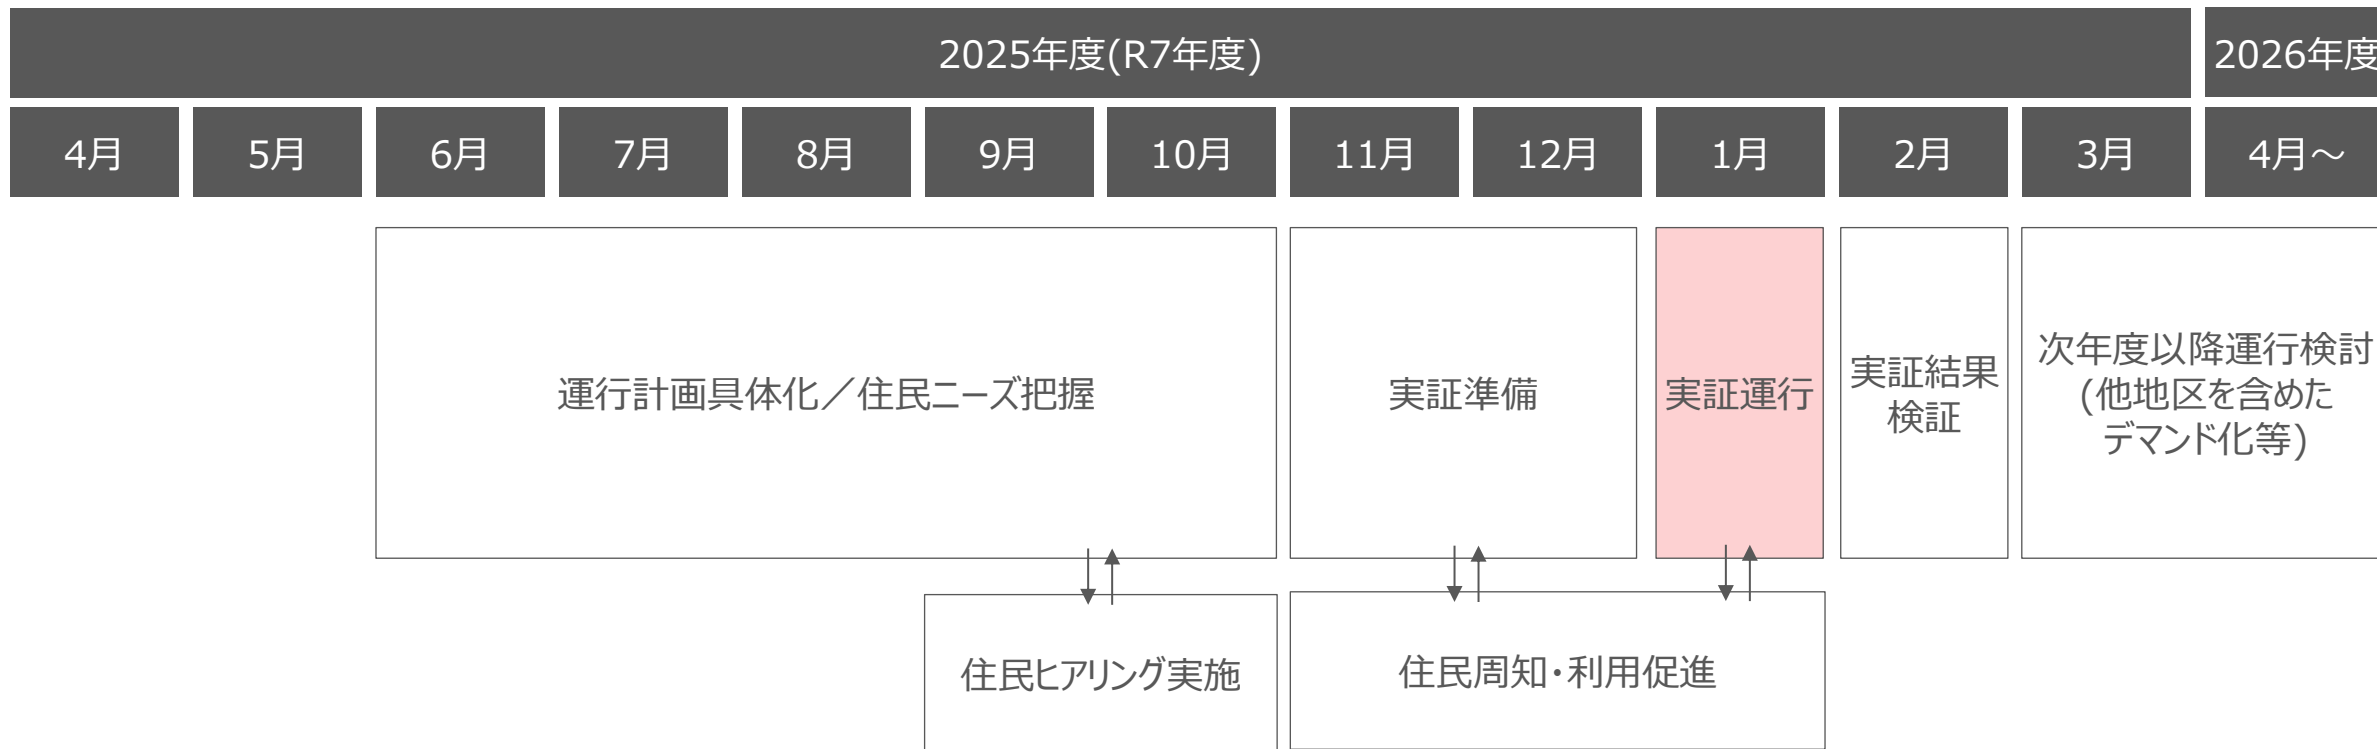 2025年度(R7年度)
2026年度
4月
5月
6月
7月
8月
9月
10月
11月
12月
1月
2月
3月
4月～
運行計画具体化／住民ニーズ把握
実証準備
実証運行
実証結果
検証
次年度以降運行検討
(他地区を含めた
デマンド化等)
住民ヒアリング実施
住民周知・利用促進